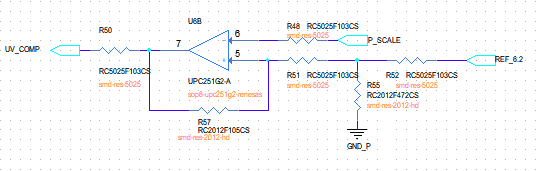 U6B
R50
UV_COMP
7
6
R48
RC5025F103CS
smd-res-5025
P_SCALE
5
RC5025F103CS
smd-res-5025
UPC251G2-A
sop8-upc251g2-renesas
R51
RC5025F103CS
smd-res-5025
R52
RC5025F103CS
smd-res-5025
REF_6.2
R55
RC2012F472CS
smd-res-2012-hd
R57
RC2012F105CS
smd-res-2012-hd
GND_P